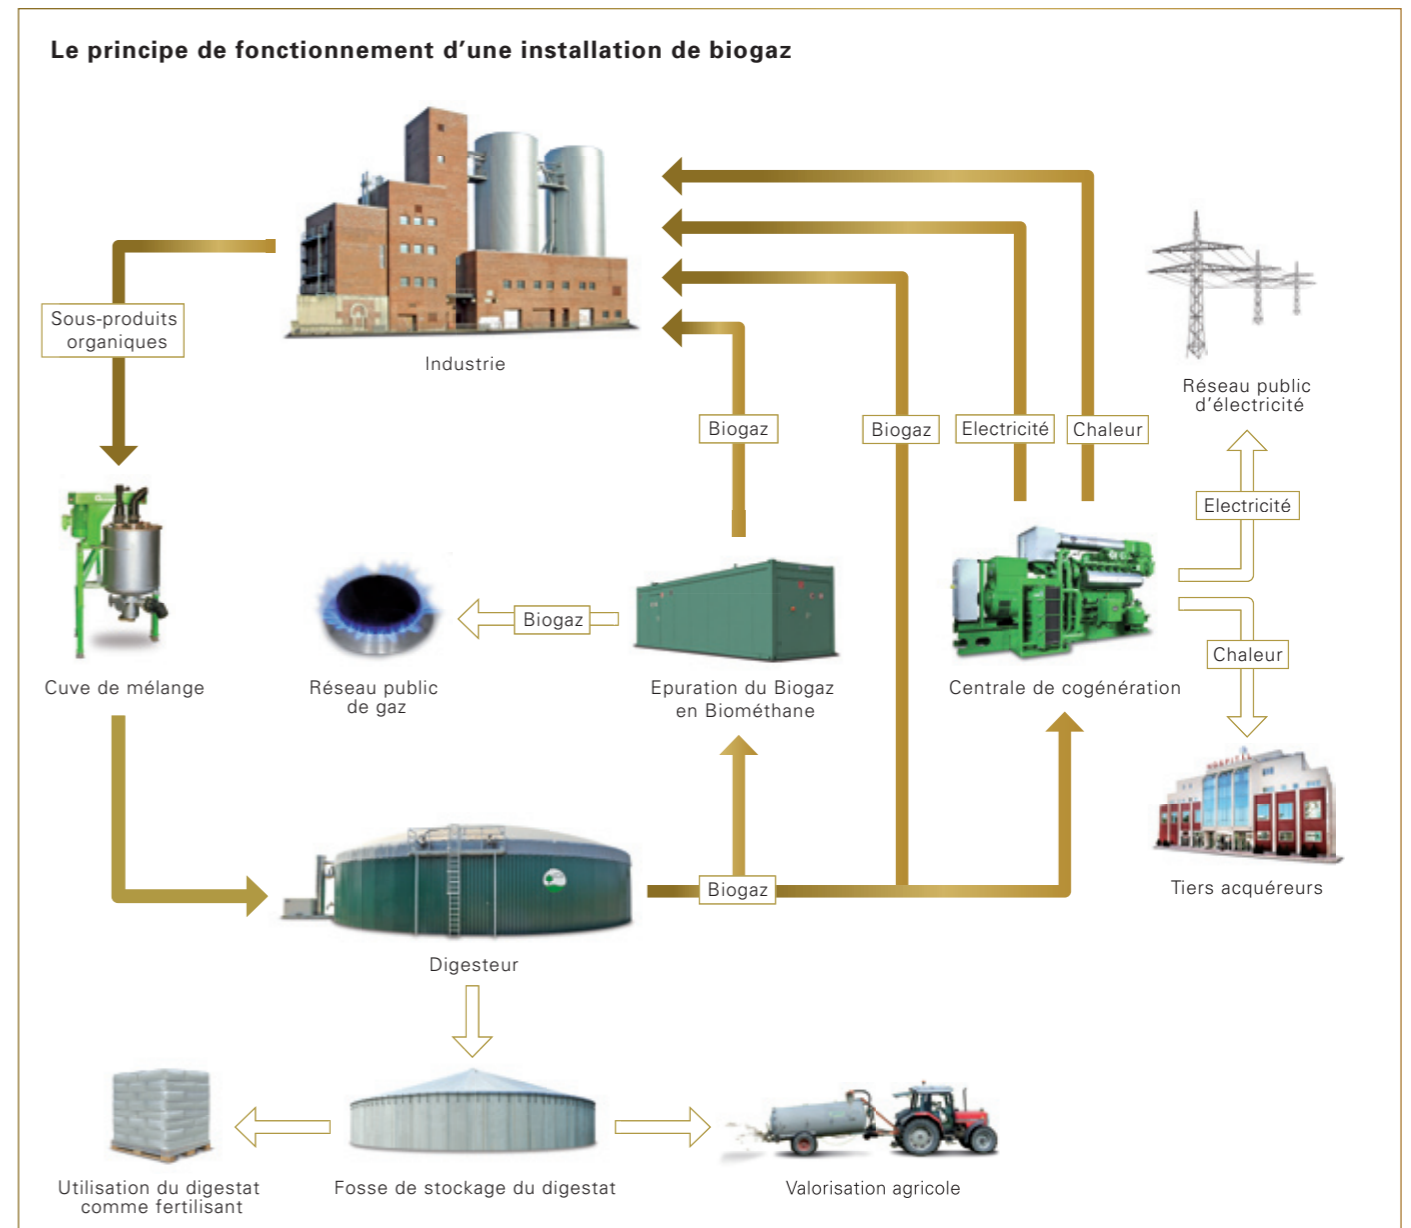 Le principe de fonctionnement d’une installation de biogaz
Sous-produits
organiques
Industrie
Réseau public
d’électricité
Biogaz
Biogaz
Electricité
Chaleur
Electricité
Biogaz
Chaleur
Cuve de mélange
Réseau public
de gaz
Epuration du Biogaz
en Biométhane
Centrale de cogénération
HOPITAL
Biogaz
Tiers acquéreurs
Digesteur
Utilisation du digestat
comme fertilisant
Fosse de stockage du digestat
Valorisation agricole